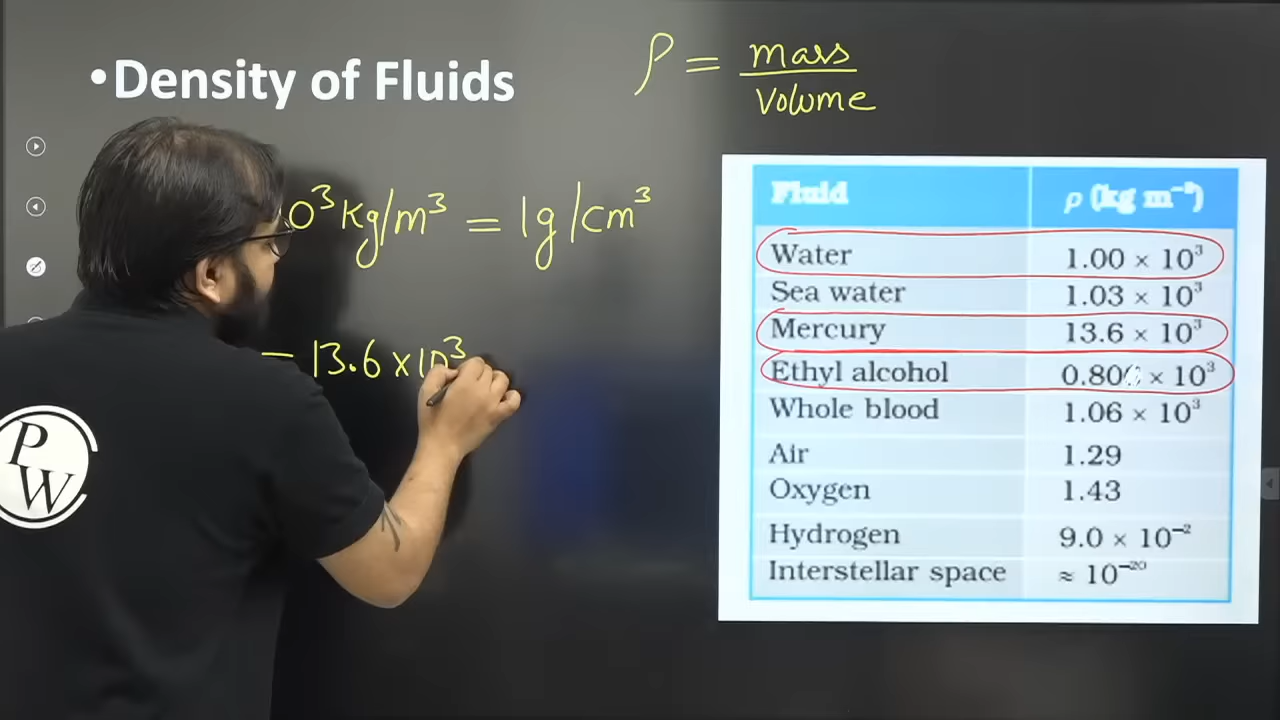 •Density of Fluids
ρ = mass / volume
0³ Kg/m³ = 1g/cm³
= 13.6 × 10³
PW
Fluid ρ (kg m⁻³)
Water 1.00 × 10³
Sea water 1.03 × 10³
Mercury 13.6 × 10³
Ethyl alcohol × 10³
Whole blood 1.06 × 10³
Air 1.29
Oxygen 1.43
Hydrogen 9.0 × 10⁻²
Interstellar space ≈ 10⁻²⁰